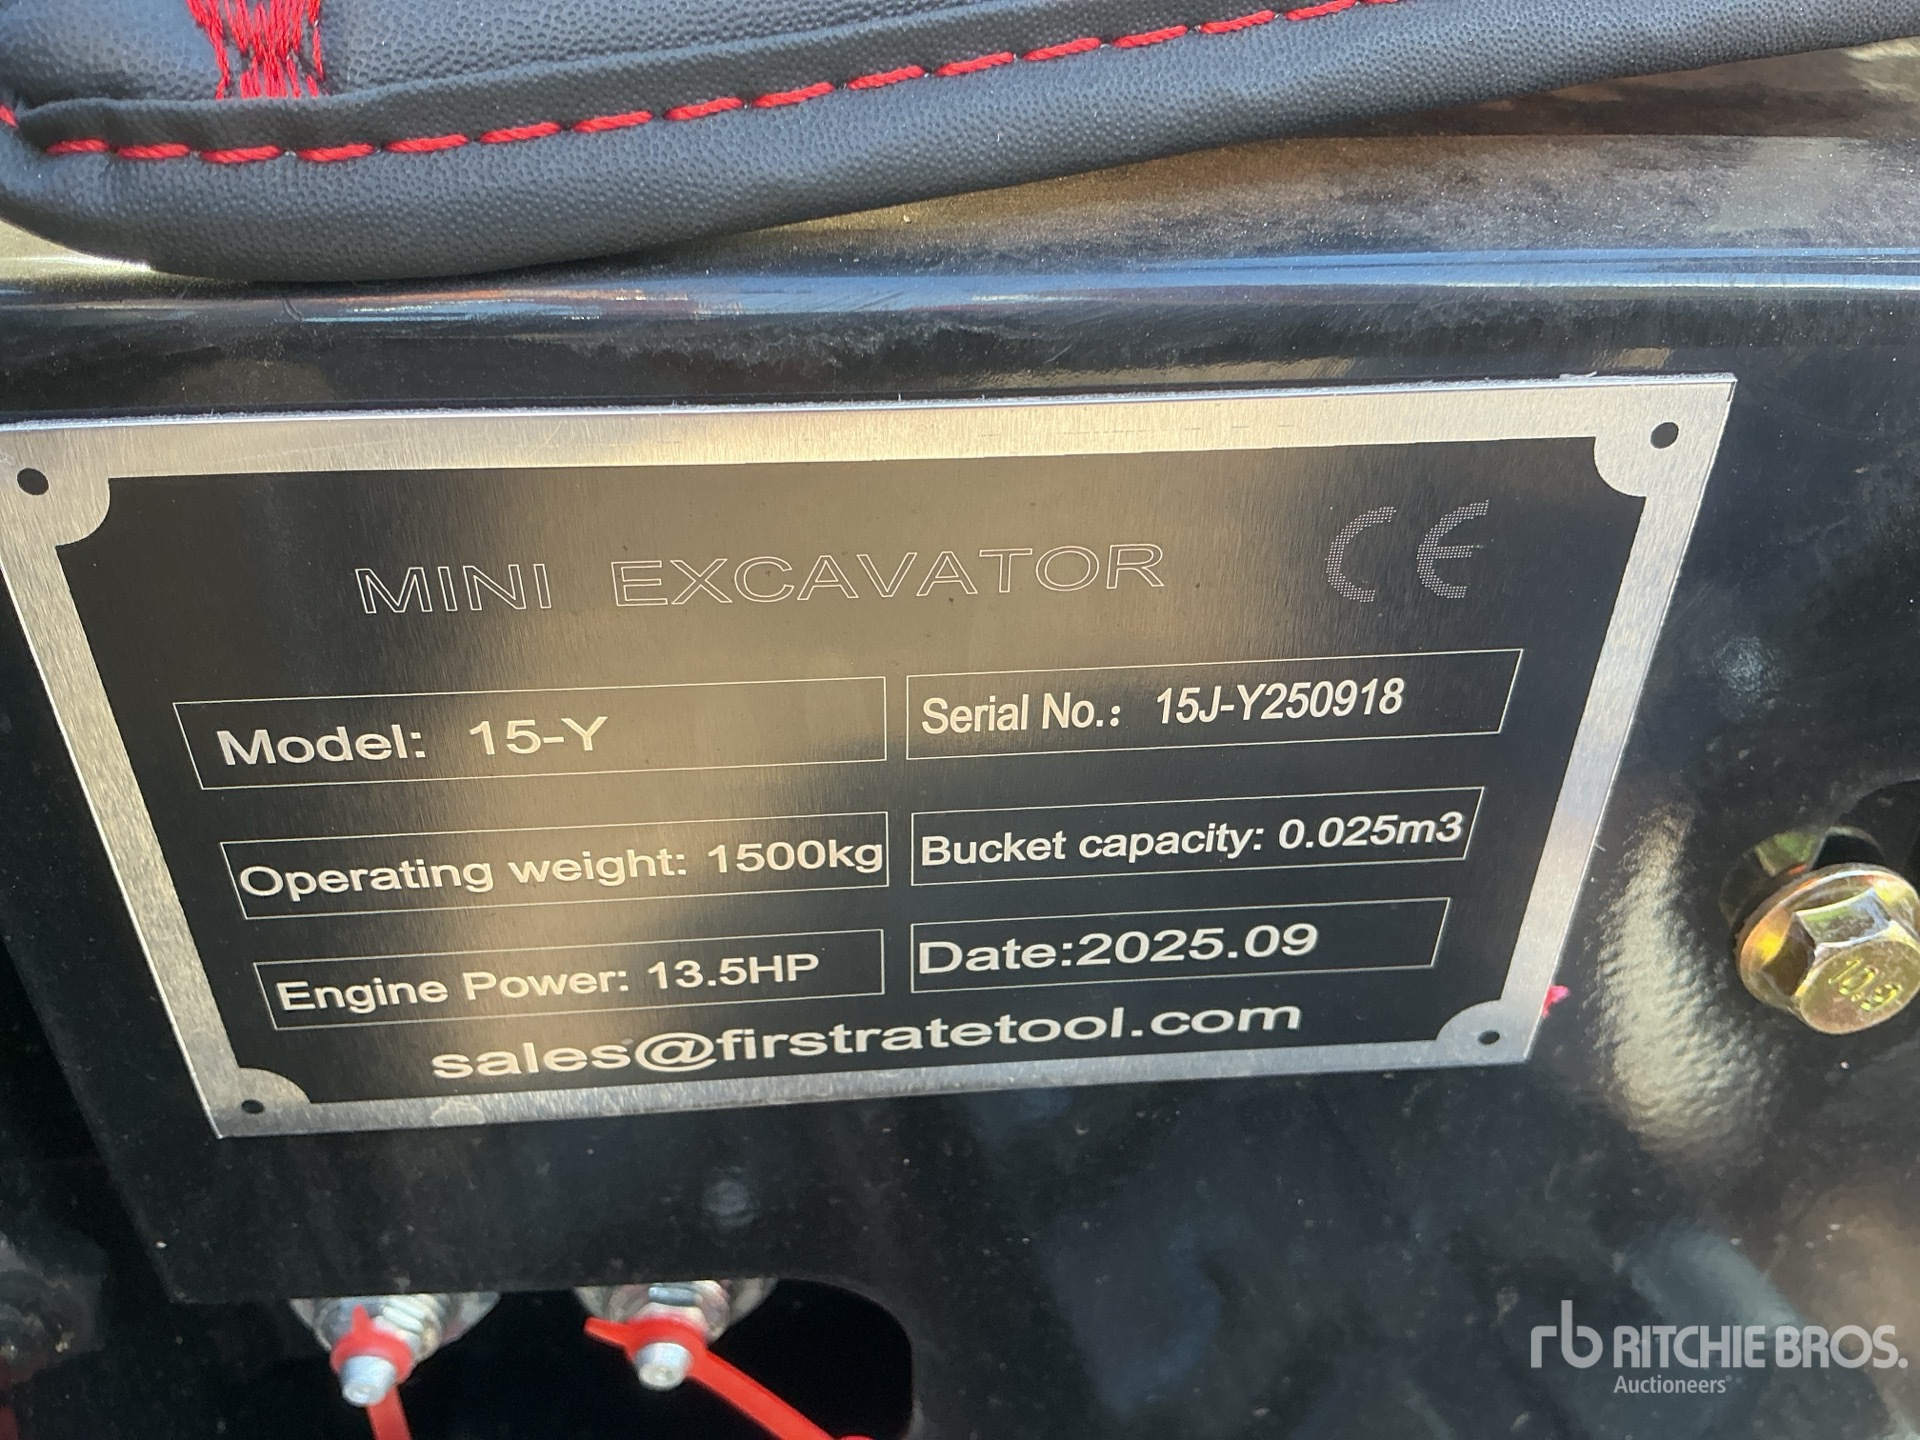 MINI EXCAVATOR CE
Model: 15-Y
Serial No.: 15J-Y250918
Operating weight: 1500kg
Bucket capacity: 0.025m3
Engine Power: 13.5HP
Date:2025.09
sales@firstratetool.com
10.9
rb RITCHIE BROS.
Auctioneers